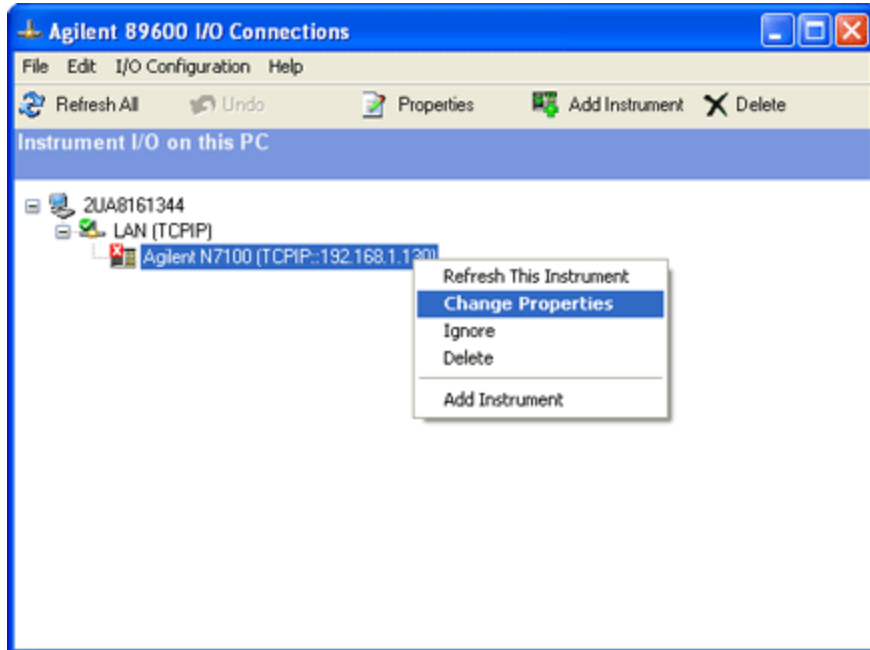 Agilent 89600 I/O Connections
File Edit I/O Configuration Help
Refresh All Undo Properties Add Instrument Delete
Instrument I/O on this PC
2UA8161344
LAN (TCPIP)
Agilent N7100 (TCPIP::192.168.1.130)
Refresh This Instrument
Change Properties
Ignore
Delete
Add Instrument